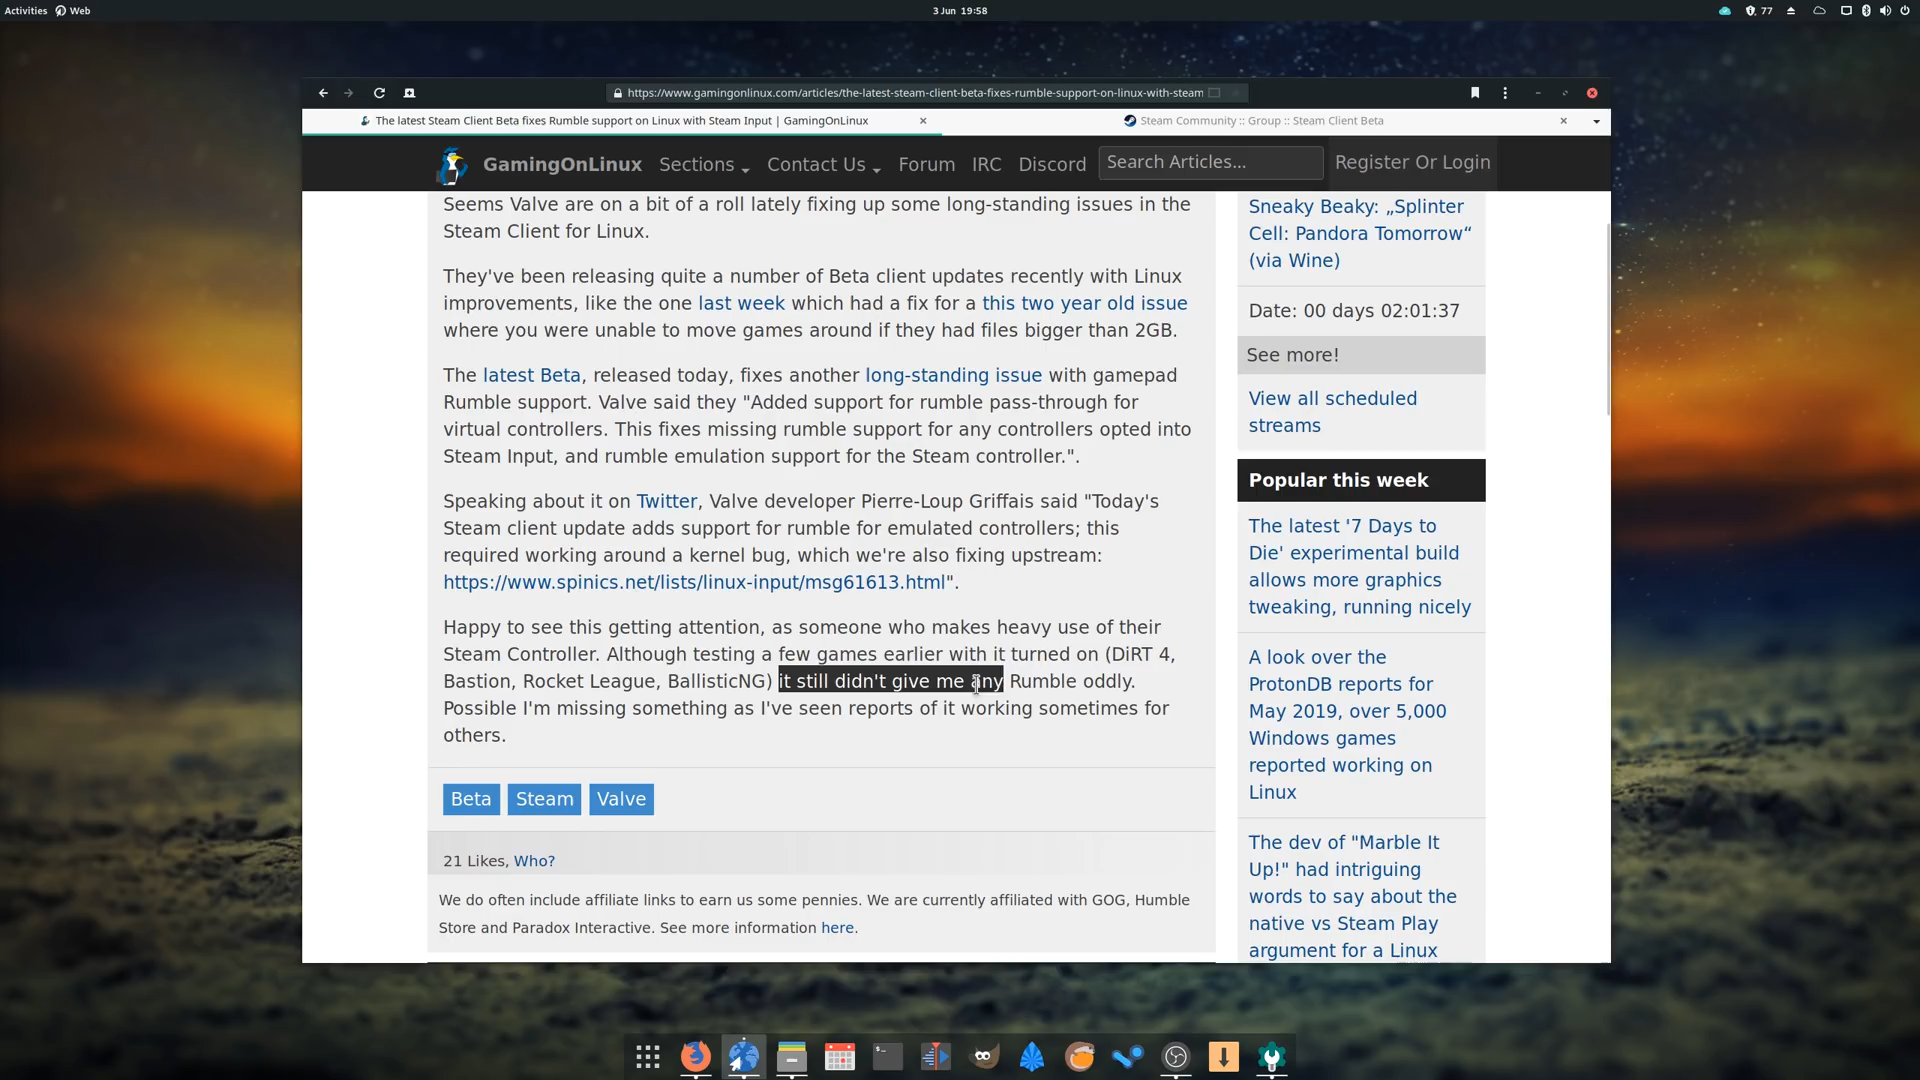 Activities Web
3 Jun 19:58
77
https://www.gamingonlinux.com/articles/the-latest-steam-client-beta-fixes-rumble-support-on-linux-with-steam
The latest Steam Client Beta fixes Rumble support on Linux with Steam Input | GamingOnLinux
Steam Community :: Group :: Steam Client Beta
GamingOnLinux Sections Contact Us Forum IRC Discord Search Articles... Register Or Login
Seems Valve are on a bit of a roll lately fixing up some long-standing issues in the
Steam Client for Linux.
They've been releasing quite a number of Beta client updates recently with Linux
improvements, like the one last week which had a fix for a this two year old issue
where you were unable to move games around if they had files bigger than 2GB.
The latest Beta, released today, fixes another long-standing issue with gamepad
Rumble support. Valve said they "Added support for rumble pass-through for
virtual controllers. This fixes missing rumble support for any controllers opted into
Steam Input, and rumble emulation support for the Steam controller.".
Speaking about it on Twitter, Valve developer Pierre-Loup Griffais said "Today's
Steam client update adds support for rumble for emulated controllers; this
required working around a kernel bug, which we're also fixing upstream:
https://www.spinics.net/lists/linux-input/msg61613.html".
Happy to see this getting attention, as someone who makes heavy use of their
Steam Controller. Although testing a few games earlier with it turned on (DiRT 4,
Bastion, Rocket League, BallisticNG) it still didn't give me any Rumble oddly.
Possible I'm missing something as I've seen reports of it working sometimes for
others.
Beta Steam Valve
21 Likes, Who?
We do often include affiliate links to earn us some pennies. We are currently affiliated with GOG, Humble
Store and Paradox Interactive. See more information here.
Sneaky Beaky: „Splinter
Cell: Pandora Tomorrow“
(via Wine)
Date: 00 days 02:01:37
See more!
View all scheduled
streams
Popular this week
The latest '7 Days to
Die' experimental build
allows more graphics
tweaking, running nicely
A look over the
ProtonDB reports for
May 2019, over 5,000
Windows games
reported working on
Linux
The dev of "Marble It
Up!" had intriguing
words to say about the
native vs Steam Play
argument for a Linux